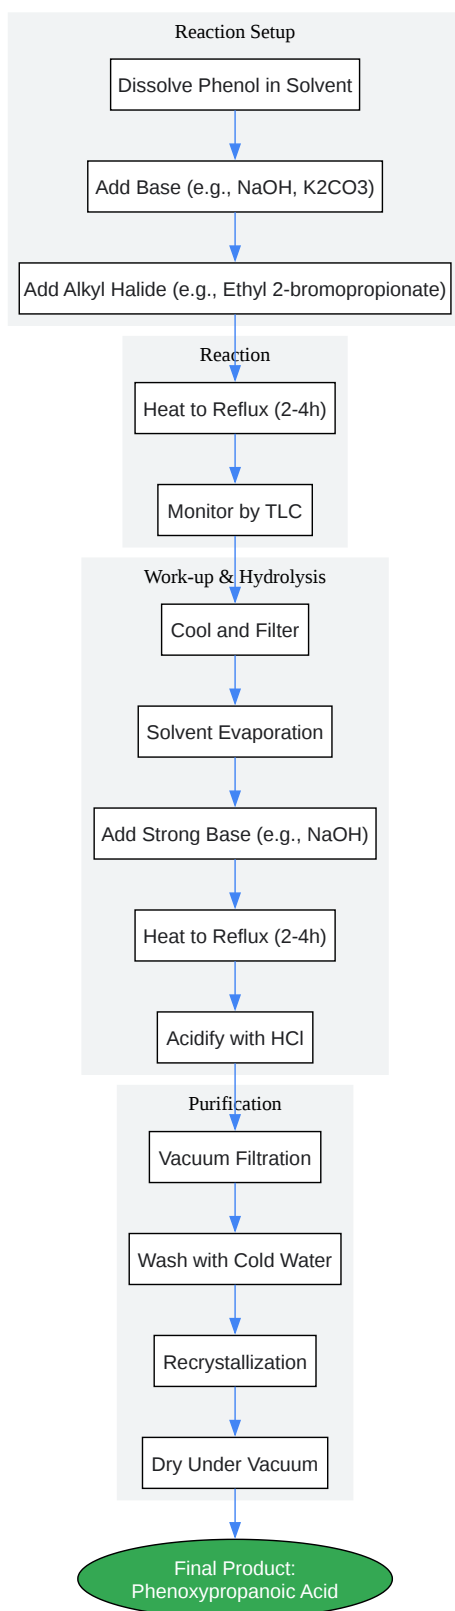 Reaction Setup
Dissolve Phenol in Solvent
Add Base (e.g., NaOH, K2CO3)
Add Alkyl Halide (e.g., Ethyl 2-bromopropionate)
Reaction
Heat to Reflux (2-4h)
Monitor by TLC
Work-up & Hydrolysis
Cool and Filter
Solvent Evaporation
Add Strong Base (e.g., NaOH)
Heat to Reflux (2-4h)
Acidify with HCl
Purification
Vacuum Filtration
Wash with Cold Water
Recrystallization
Dry Under Vacuum
Final Product:
Phenoxypropanoic Acid